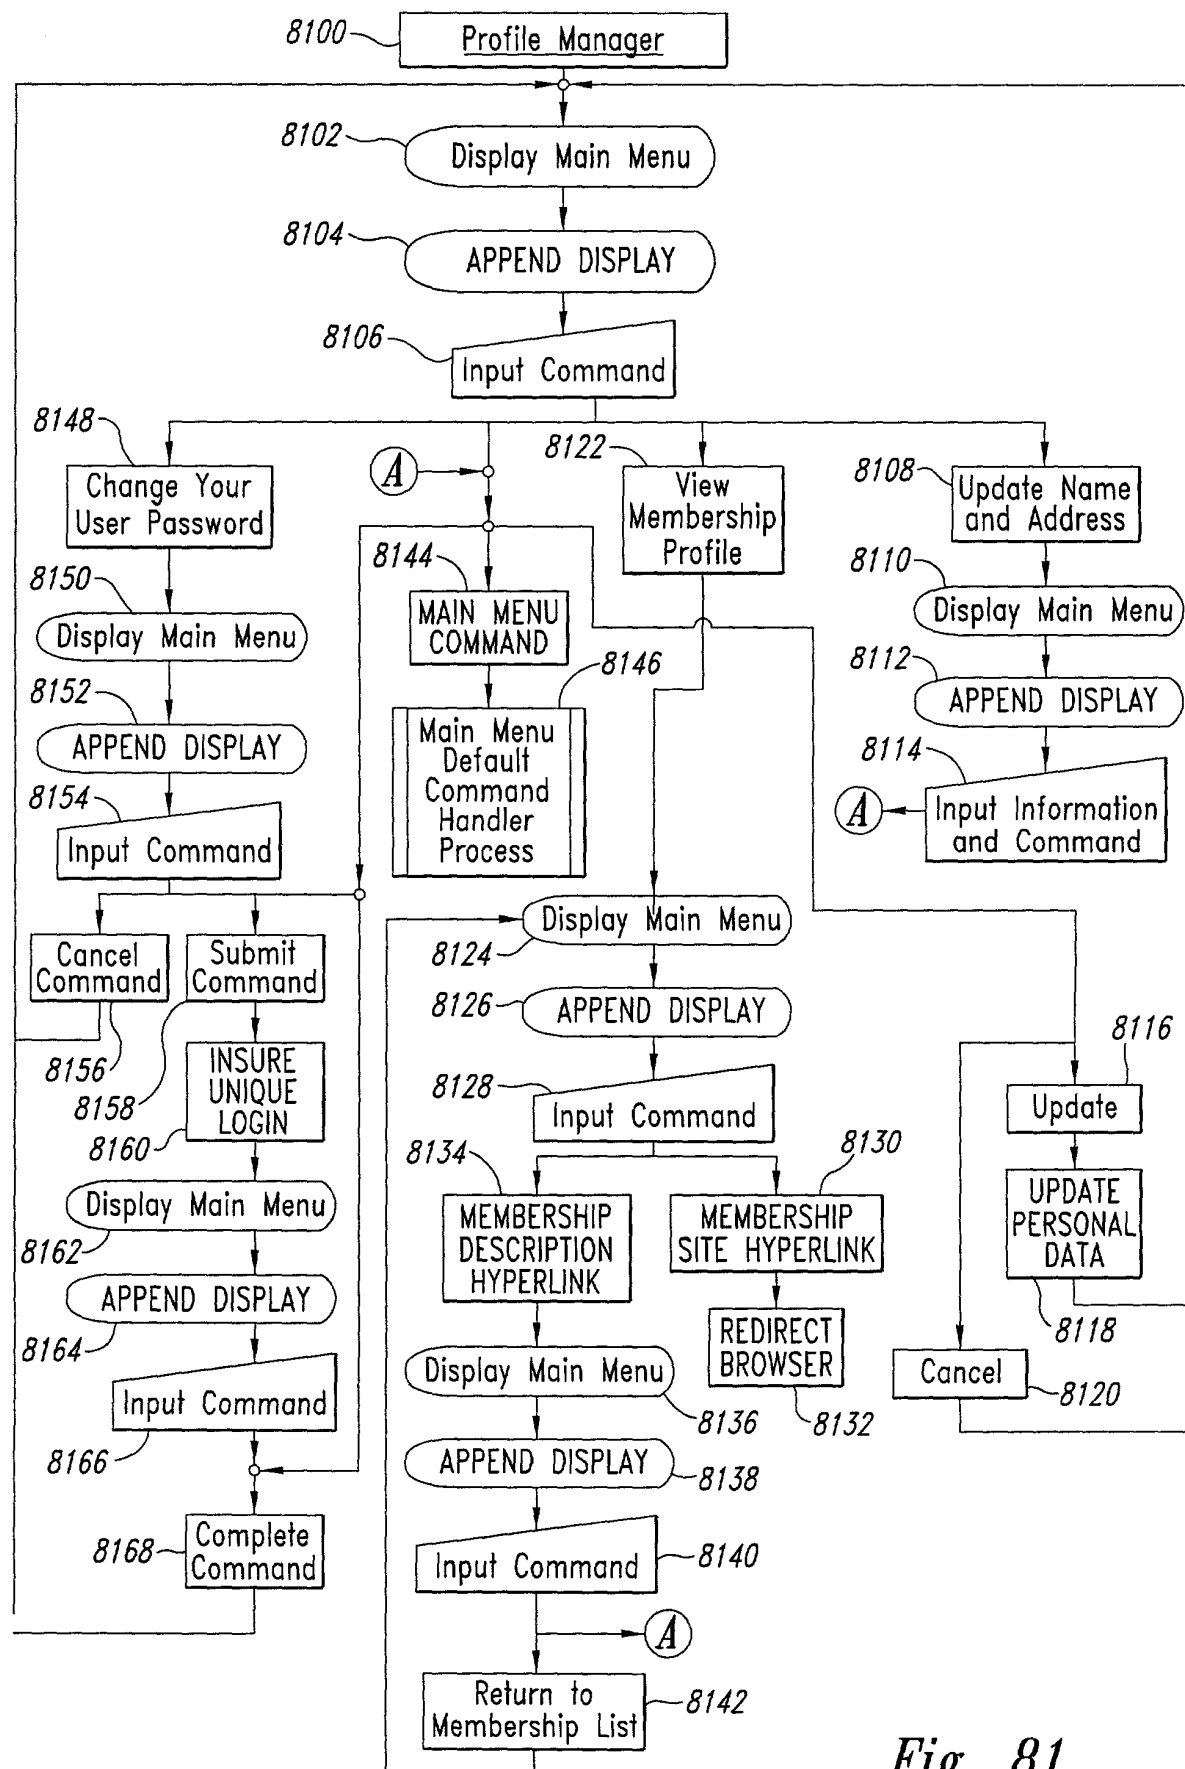 8100
Profile Manager
8102
Display Main Menu
8104
APPEND DISPLAY
8106
Input Command
8148
Change Your
User Password
8150
Display Main Menu
8152
APPEND DISPLAY
8154
Input Command
Cancel
Command
8156
Submit
Command
8158
INSURE
UNIQUE
LOGIN
8160
Display Main Menu
8162
APPEND DISPLAY
8164
Input Command
8166
Complete
Command
8168
A
8144
MAIN MENU
COMMAND
8146
Main Menu
Default
Command
Handler
Process
8122
View
Membership
Profile
Display Main Menu
8124
8126
APPEND DISPLAY
8128
Input Command
8134
MEMBERSHIP
DESCRIPTION
HYPERLINK
8130
MEMBERSHIP
SITE HYPERLINK
REDIRECT
BROWSER
8132
Display Main Menu
8136
APPEND DISPLAY
8138
Input Command
8140
A
Return to
Membership List
8142
8108
Update Name
and Address
8110
Display Main Menu
8112
APPEND DISPLAY
8114
Input Information
and Command
A
8116
Update
UPDATE
PERSONAL
DATA
8118
Cancel
8120
Fig. 81